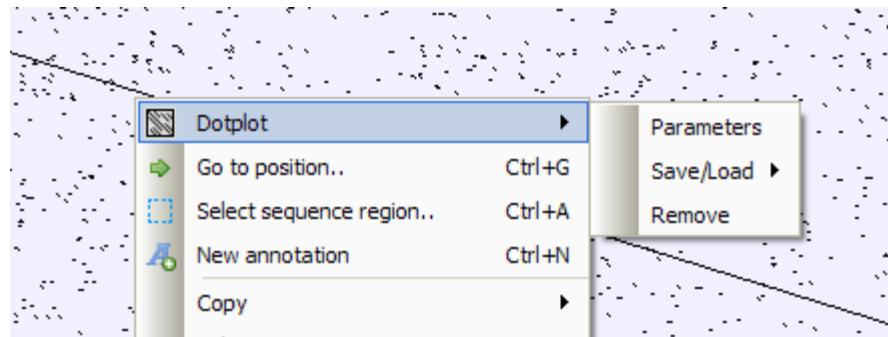 Dotplot
Go to position.. Ctrl+G
Select sequence region.. Ctrl+A
New annotation Ctrl+N
Copy
Parameters
Save/Load
Remove